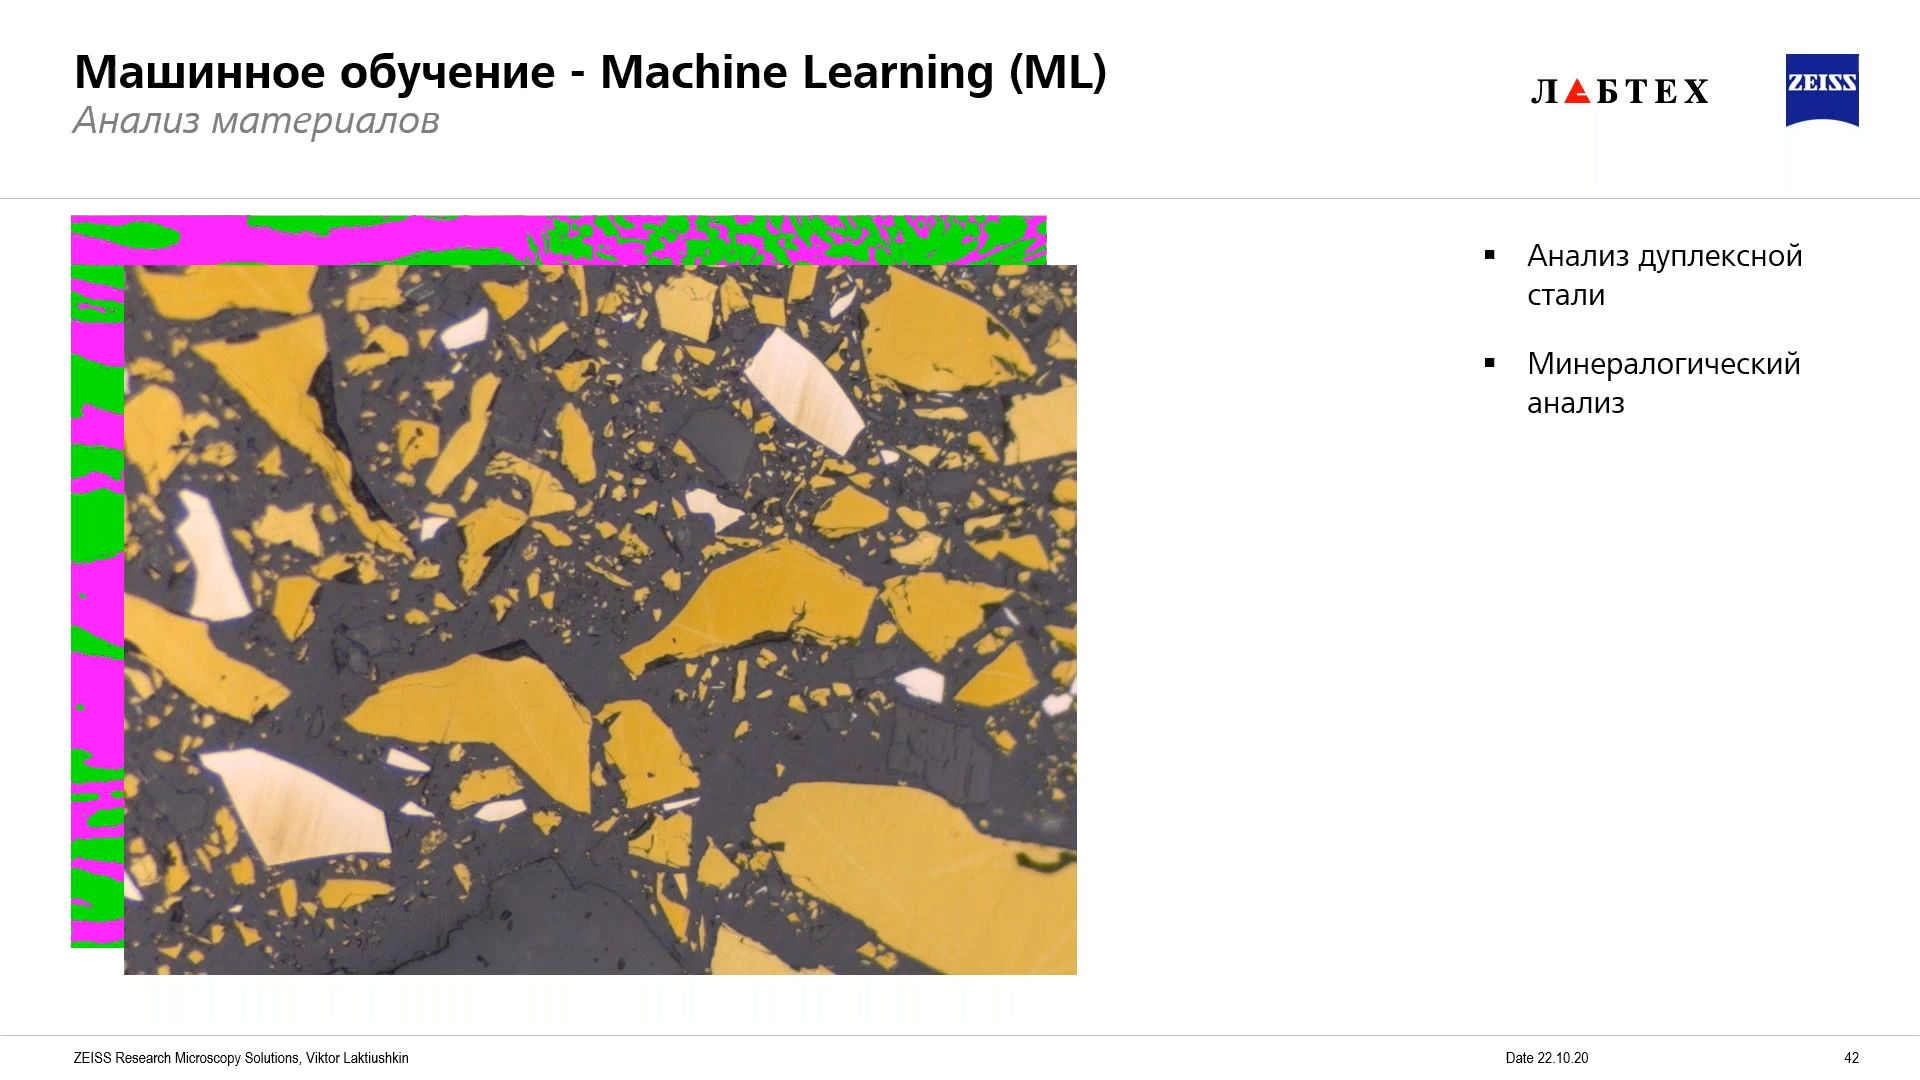 Машинное обучение - Machine Learning (ML)
Анализ материалов
ЛАБТЕХ
ZEISS
Анализ дуплексной
стали
Минералогический
анализ
ZEISS Research Microscopy Solutions, Viktor Laktiushkin
Date 22.10.20
42